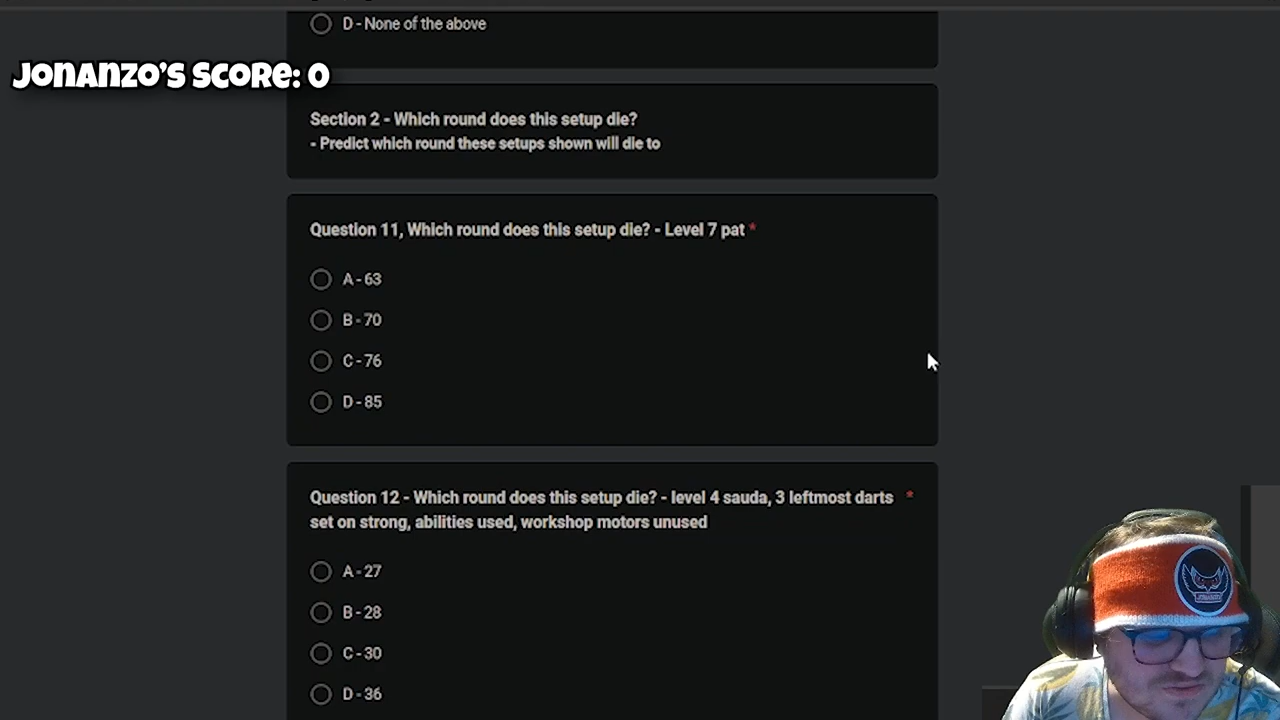 D - None of the above
Jonanzo's Score: 0
Section 2 - Which round does this setup die?
- Predict which round these setups shown will die to
Question 11, Which round does this setup die? - Level 7 pat *
A - 63
B - 70
C - 76
D - 85
Question 12 - Which round does this setup die? - level 4 sauda, 3 leftmost darts *
set on strong, abilities used, workshop motors unused
A - 27
B - 28
C - 30
D - 36